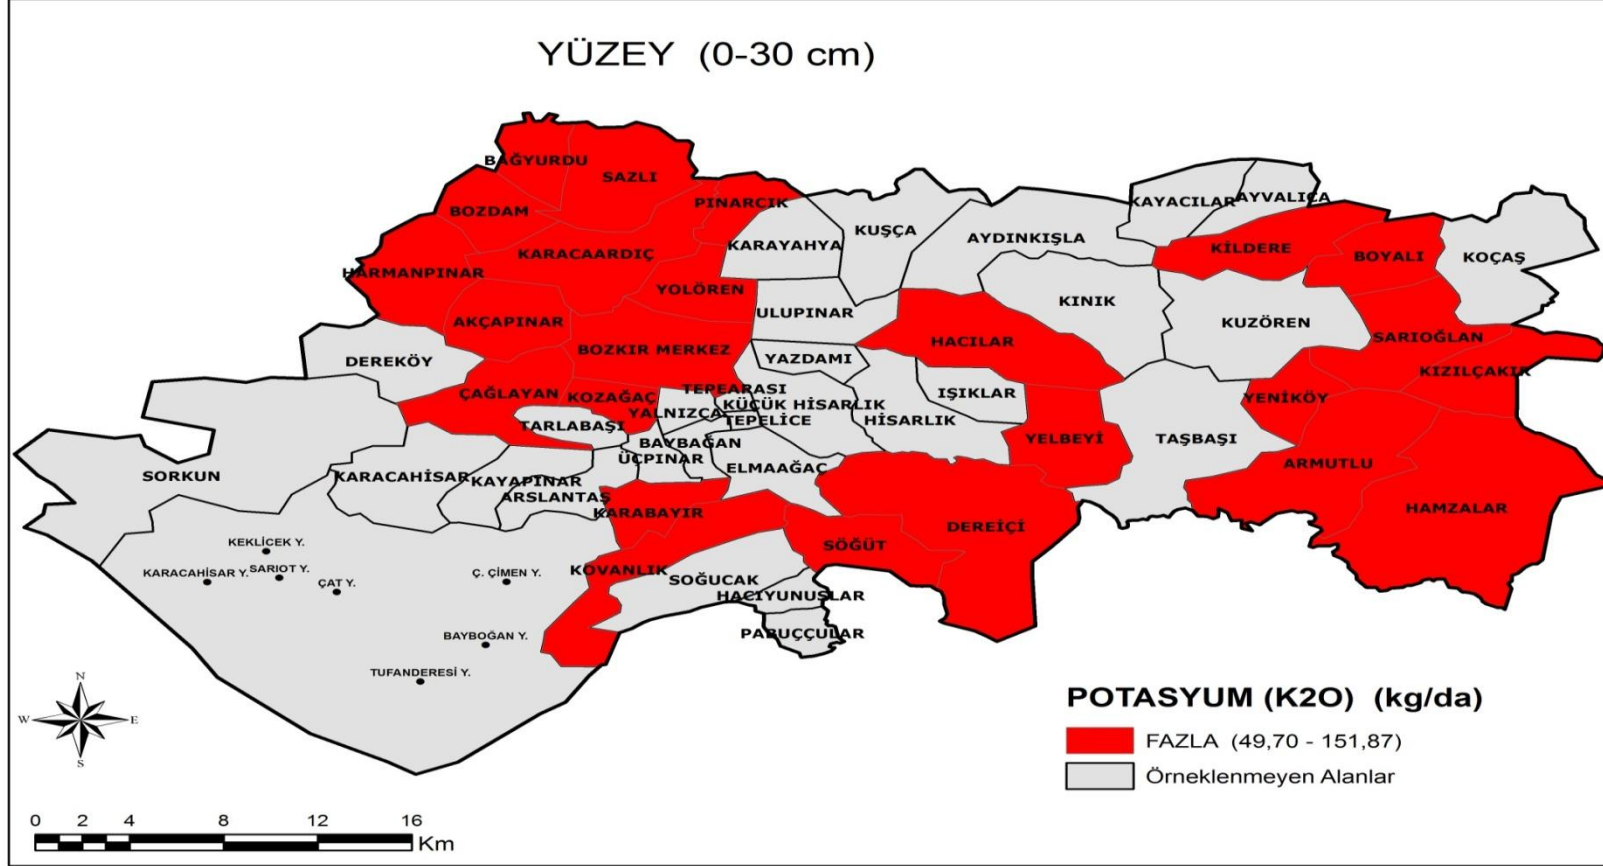 YÜZEY (0-30 cm)
BAĞYURDU
SAZLI
BOZDAM
PINARCIK
KARAYAHYA
KUŞÇA
AYDINKIŞLA
KAYACILAR
AYVALICA
KİLDERE
BOYALI
KOÇAŞ
HARMANPINAR
KARACAARDIÇ
YOLÖREN
ULUPINAR
KINIK
KUZÖREN
AKÇAPINAR
BOZKIR MERKEZ
HACILAR
SARIOĞLAN
DEREKÖY
YAZDAMI
KIZILÇAKIR
ÇAĞLAYAN
KOZAĞAÇ
TEPEARASI
IŞIKLAR
YENİKÖY
KÜÇÜK HİSARLIK
YALNIZCA
TEPELİCE
HİSARLIK
TARLABAŞI
BAYBAĞAN
YELBEYİ
TAŞBAŞI
ÜÇPINAR
ELMAAĞAÇ
ARMUTLU
SORKUN
KARACAHİSAR
KAYAPINAR
ARSLANTAŞ
KARABAYIR
HAMZALAR
DEREİÇİ
SÖĞÜT
KEKLİCEK Y.
KARACAHİSAR Y.
SARIOT Y.
ÇAT Y.
Ç. ÇİMEN Y.
KOVANLIK
SOĞUCAK
HACIYUNUSLAR
PABUÇÇULAR
BAYBOĞAN Y.
TUFANDERESİ Y.
N
W
E
S
POTASYUM (K2O) (kg/da)
FAZLA (49,70 - 151,87)
Örneklenmeyen Alanlar
0 2 4 8 12 16
Km